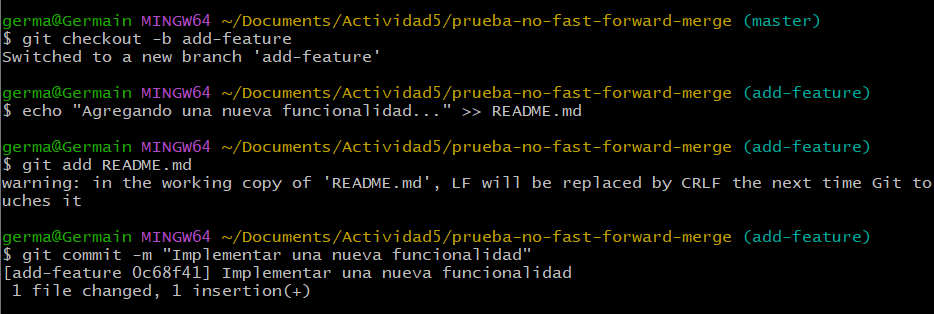 germa@Germain MINGW64 ~/Documents/Actividad5/prueba-no-fast-forward-merge (master)
$ git checkout -b add-feature
Switched to a new branch 'add-feature'
germa@Germain MINGW64 ~/Documents/Actividad5/prueba-no-fast-forward-merge (add-feature)
$ echo "Agregando una nueva funcionalidad..." >> README.md
germa@Germain MINGW64 ~/Documents/Actividad5/prueba-no-fast-forward-merge (add-feature)
$ git add README.md
warning: in the working copy of 'README.md', LF will be replaced by CRLF the next time Git to
uches it
germa@Germain MINGW64 ~/Documents/Actividad5/prueba-no-fast-forward-merge (add-feature)
$ git commit -m "Implementar una nueva funcionalidad"
[add-feature 0c68f41] Implementar una nueva funcionalidad
 1 file changed, 1 insertion(+)